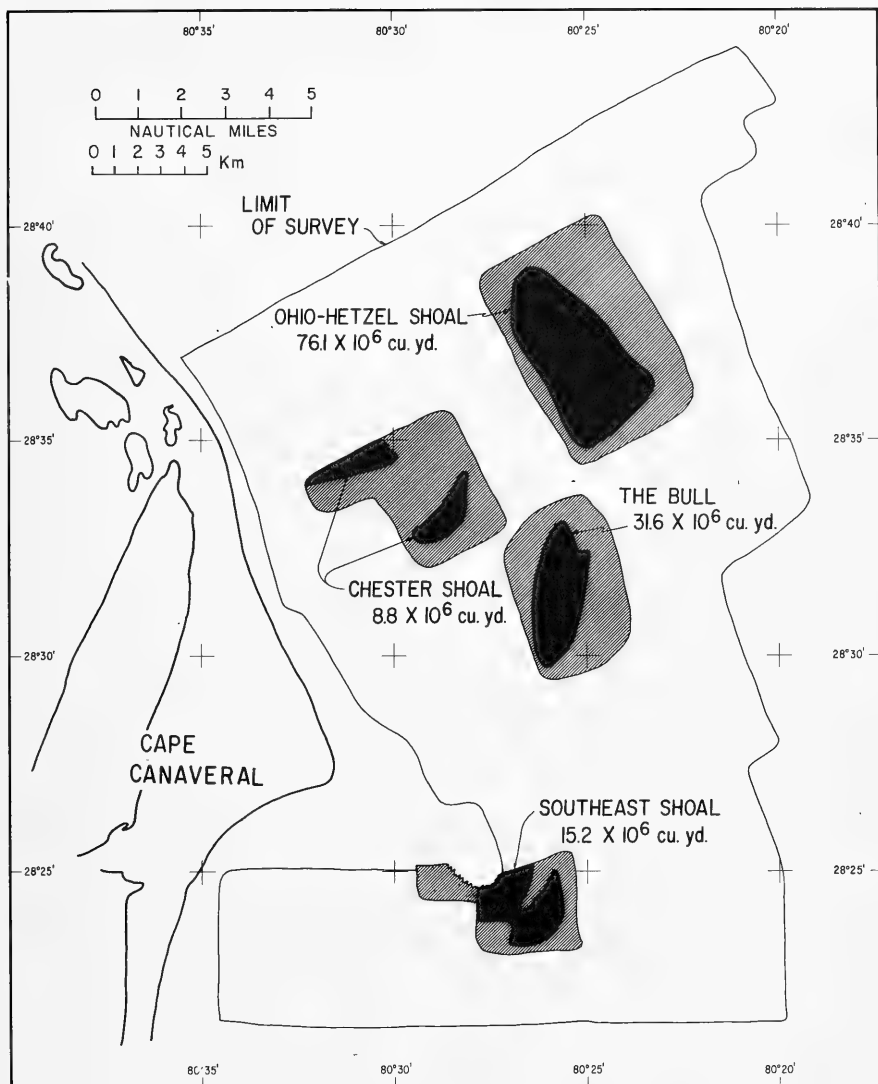 80°35' 80°30' 80°25' 80°20'
0 1 2 3 4 5
NAUTICAL MILES
0 1 2 3 4 5 Km
LIMIT
OF SURVEY
28°40' 28°40'
OHIO-HETZEL SHOAL
76.1 X 10⁶ cu. yd.
28°35' 28°35'
THE BULL
31.6 X 10⁶ cu. yd.
CHESTER SHOAL
8.8 X 10⁶ cu. yd.
28°30' 28°30'
CAPE
CANAVERAL
SOUTHEAST SHOAL
15.2 X 10⁶ cu. yd.
28°25' 28°25'
80°35' 80°30' 80°25' 80°20'